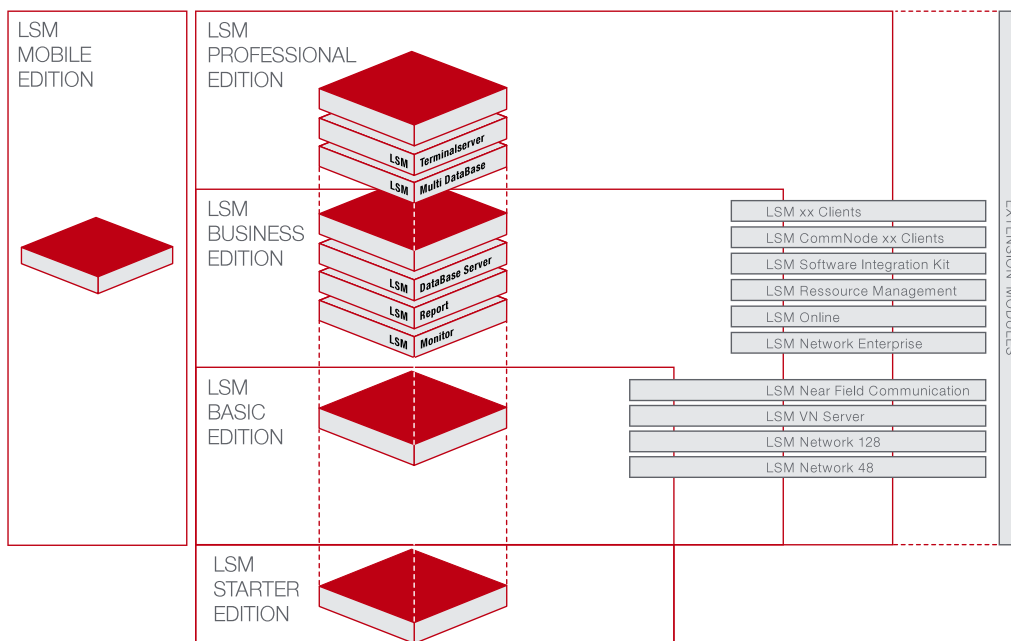 LSM
MOBILE
EDITION
LSM
PROFESSIONAL
EDITION
LSM Terminalserver
LSM Multi DataBase
LSM
BUSINESS
EDITION
LSM DataBase Server
LSM Report
LSM Monitor
LSM xx Clients
LSM CommNode xx Clients
LSM Software Integration Kit
LSM Ressource Management
LSM Online
LSM Network Enterprise
LSM
BASIC
EDITION
LSM Near Field Communication
LSM VN Server
LSM Network 128
LSM Network 48
LSM
STARTER
EDITION
EXTENSION MODULES